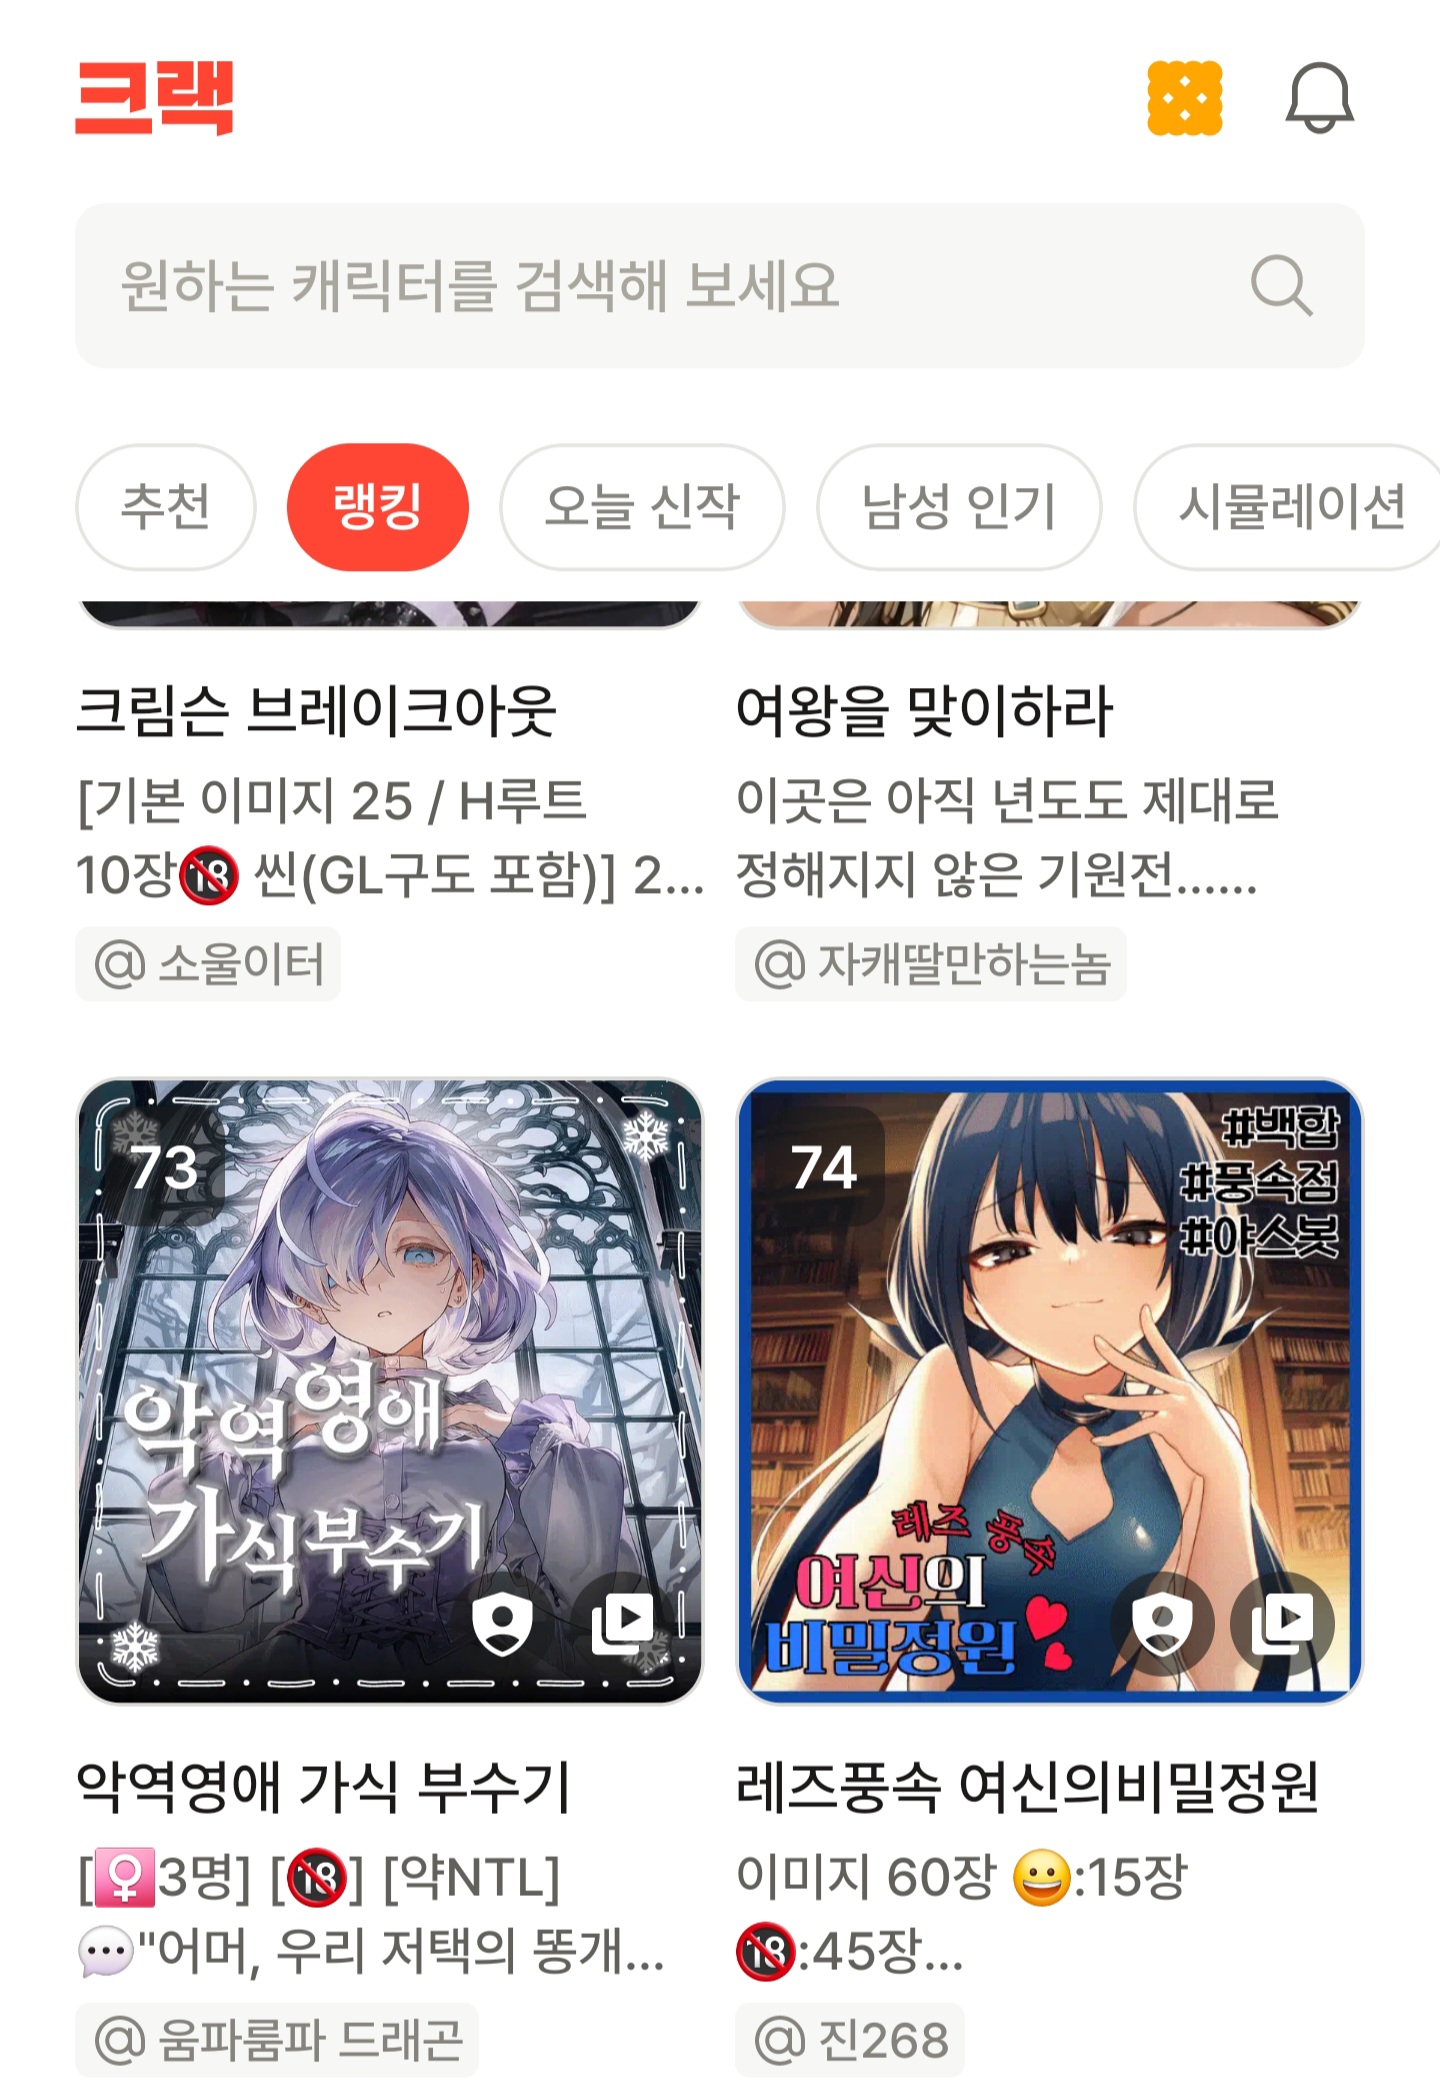 크랙
원하는 캐릭터를 검색해 보세요
추천
랭킹
오늘 신작
남성 인기
시뮬레이션
크림슨 브레이크아웃
[기본 이미지 25 / H루트
10장🔞 씬(GL구도 포함)] 2...
@ 소울이터
여왕을 맞이하라
이곳은 아직 년도도 제대로
정해지지 않은 기원전......
@ 자캐딸만하는놈
73
악역영애
가식부수기
악역영애 가식 부수기
[🚺3명] [🔞] [약NTL]
💬"어머, 우리 저택의 똥개...
@ 움파룸파 드래곤
74
#백합
#풍속점
#야스봇
레즈 풍속
여신의
비밀정원
레즈풍속 여신의비밀정원
이미지 60장 😀:15장
🔞:45장...
@ 진268